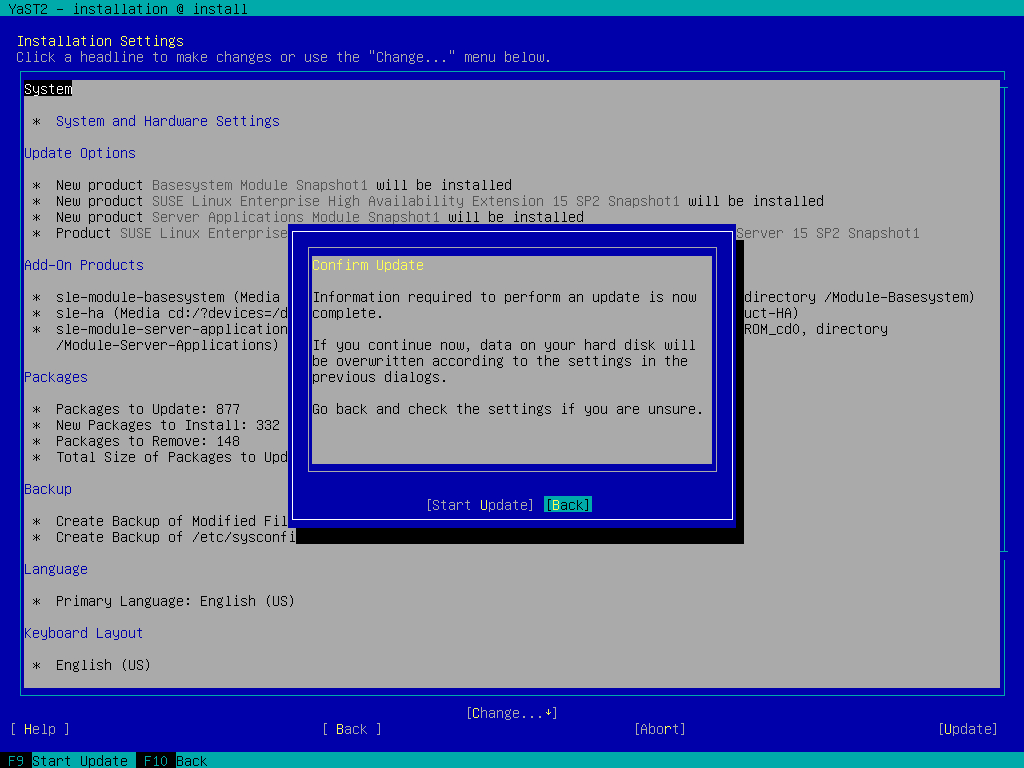 YaST2 - installation @ install
Installation Settings
Click a headline to make changes or use the "Change..." menu below.
System
* System and Hardware Settings
Update Options
* New product Basesystem Module Snapshot1 will be installed
* New product SUSE Linux Enterprise High Availability Extension 15 SP2 Snapshot1 will be installed
* New product Server Applications Module Snapshot1 will be installed
* Product SUSE Linux Enterprise Server 15 SP2 Snapshot1
Add-On Products
* sle-module-basesystem (Media directory /Module-Basesystem)
* sle-ha (Media cd:/?devices=/d uct-HA)
* sle-module-server-application ROM_cd0, directory
/Module-Server-Applications)
Packages
* Packages to Update: 877
* New Packages to Install: 332
* Packages to Remove: 148
* Total Size of Packages to Upd
Backup
* Create Backup of Modified Fil
* Create Backup of /etc/sysconfi
Language
* Primary Language: English (US)
Keyboard Layout
* English (US)
Confirm Update
Information required to perform an update is now
complete.
If you continue now, data on your hard disk will
be overwritten according to the settings in the
previous dialogs.
Go back and check the settings if you are unsure.
[Start Update] [Back]
[Change...↓]
[ Help ] [ Back ] [Abort] [Update]
F9 Start Update F10 Back